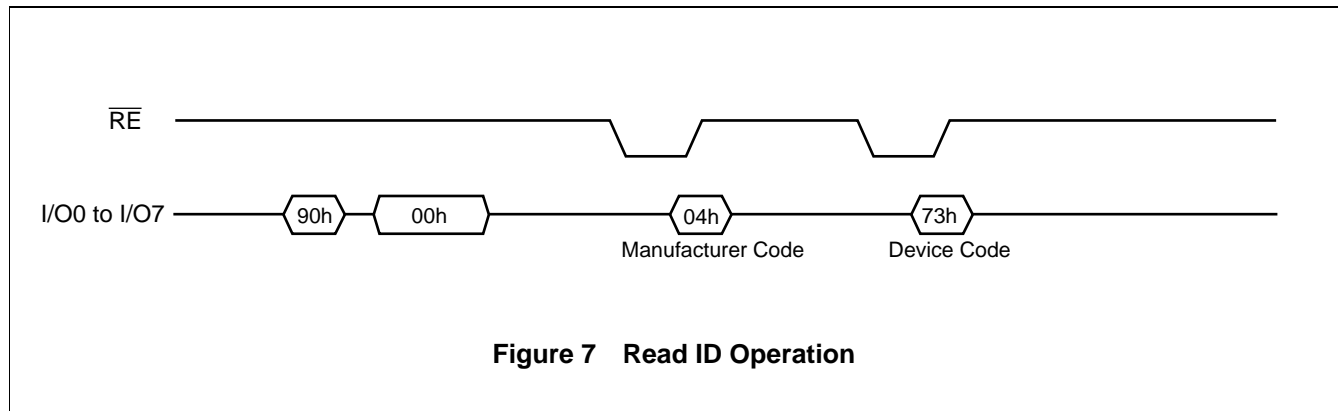 RE
I/O0 to I/O7
90h
00h
04h
73h
Manufacturer Code
Device Code
Figure 7 Read ID Operation